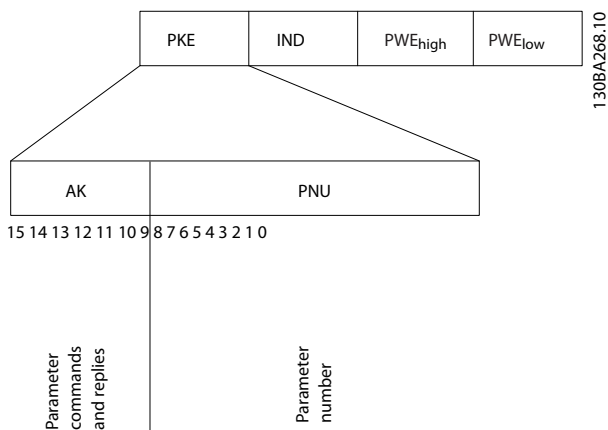 PKE IND PWEhigh PWElow
130BA268.10
AK PNU
15 14 13 12 11 10 9 8 7 6 5 4 3 2 1 0
Parameter
commands
and replies
Parameter
number